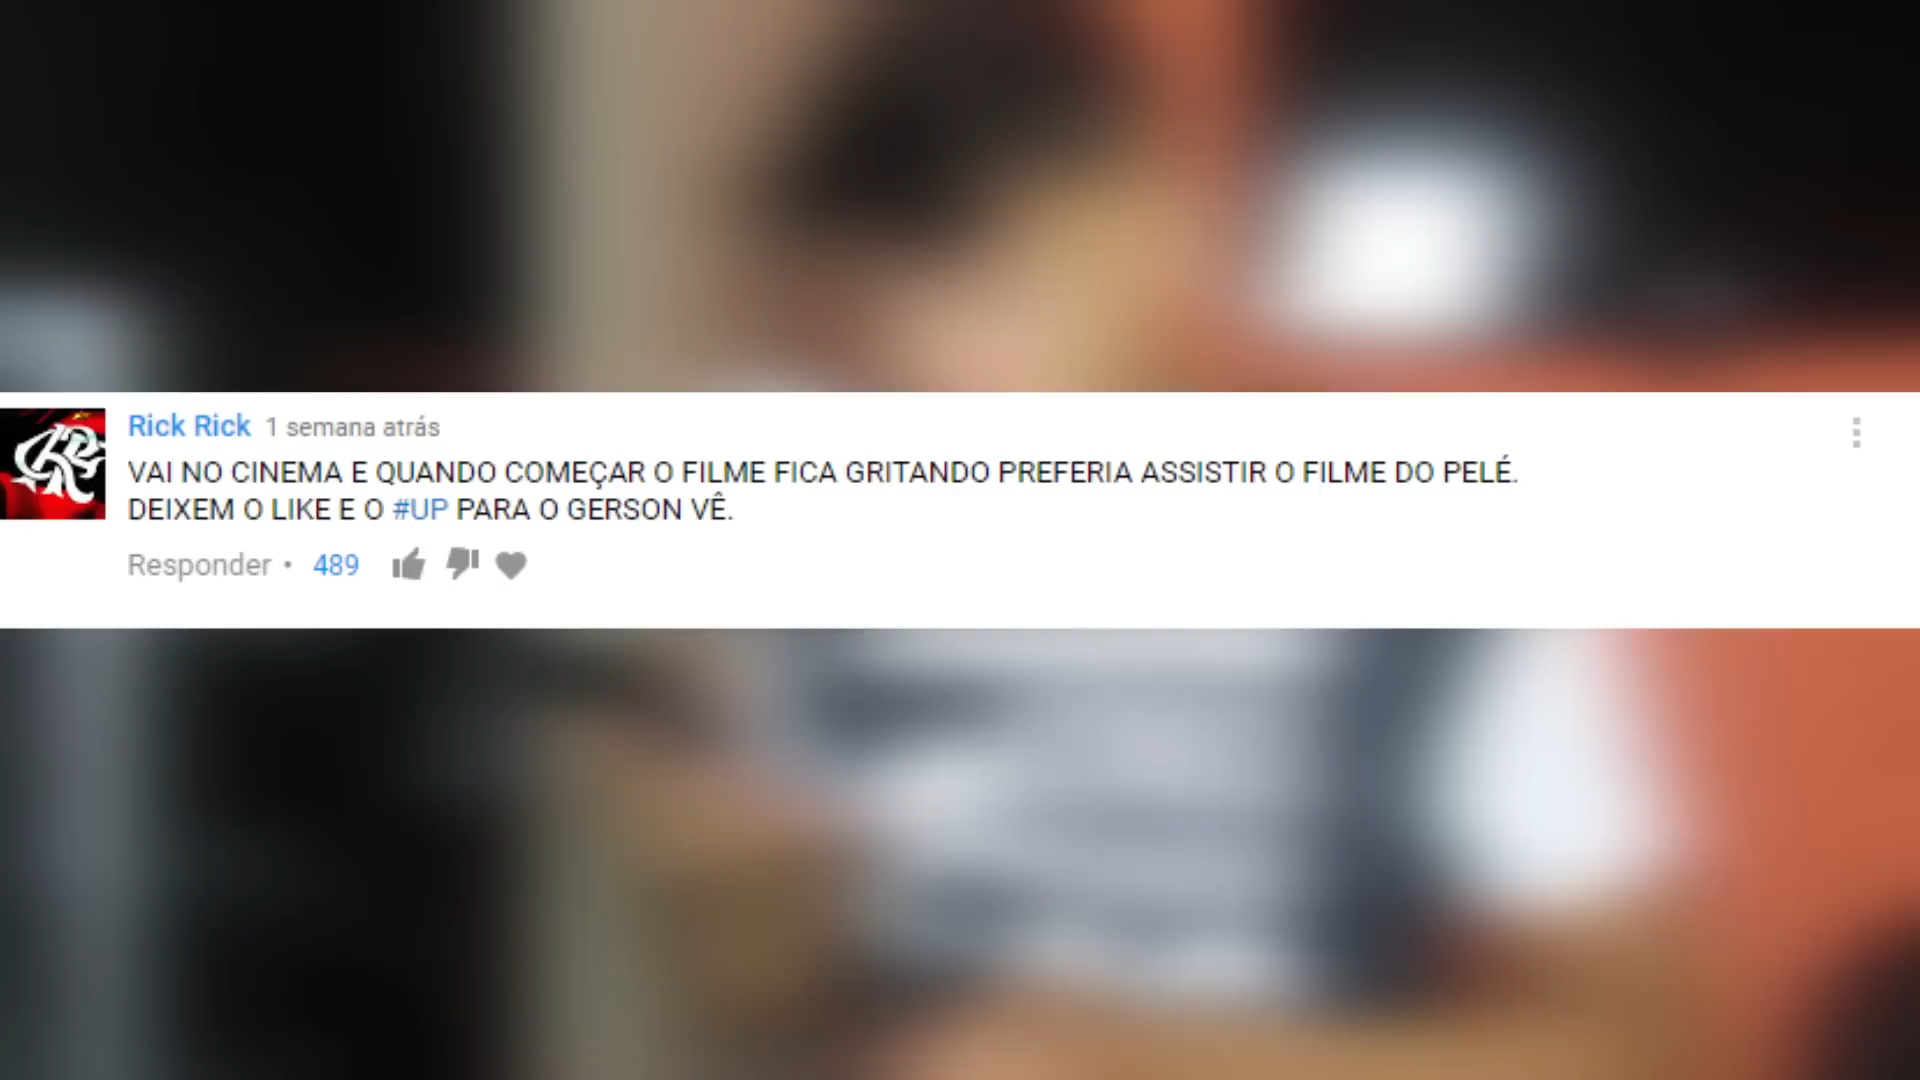 Rick Rick 1 semana atrás
VAI NO CINEMA E QUANDO COMEÇAR O FILME FICA GRITANDO PREFERIA ASSISTIR O FILME DO PELÉ.
DEIXEM O LIKE E O #UP PARA O GERSON VÊ.
Responder • 489